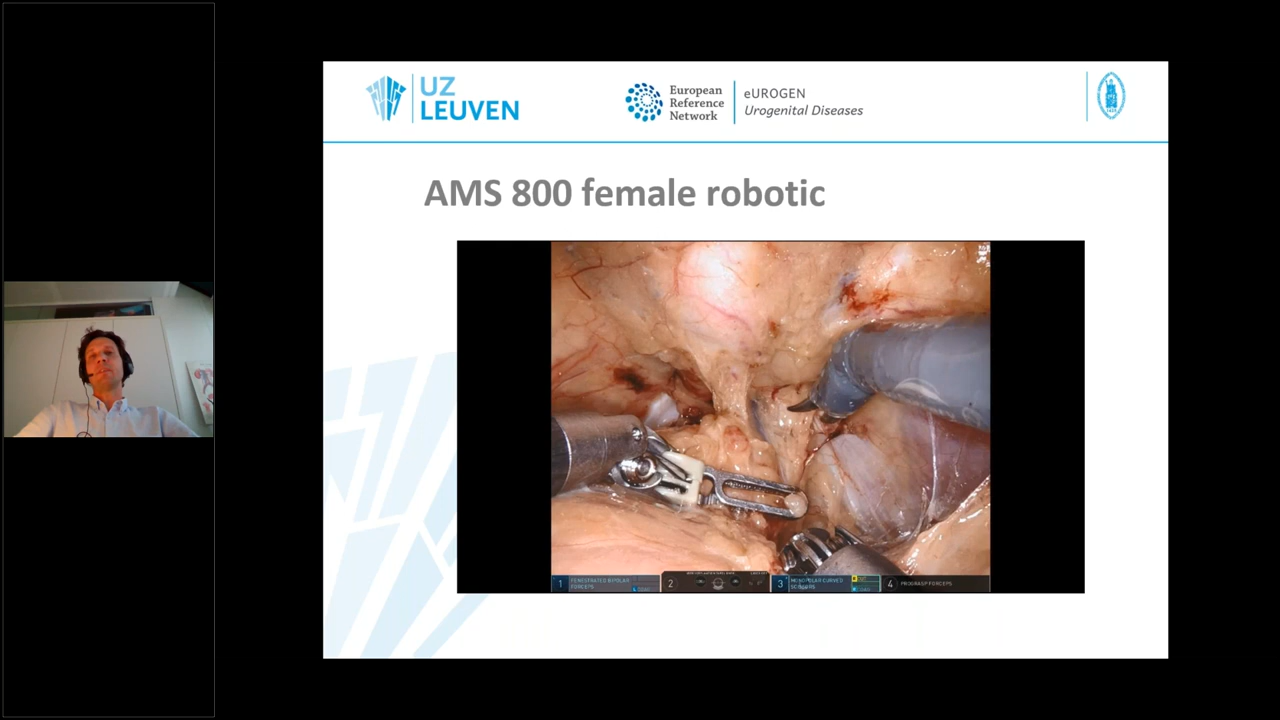 UZ
LEUVEN
European
Reference
Network
eUROGEN
Urogenital Diseases
AMS 800 female robotic
1
FENESTRATED BIPOLAR
FORCEPS
2
3
MONOPOLAR CURVED
SCISSORS
4
PROGRASP FORCEPS